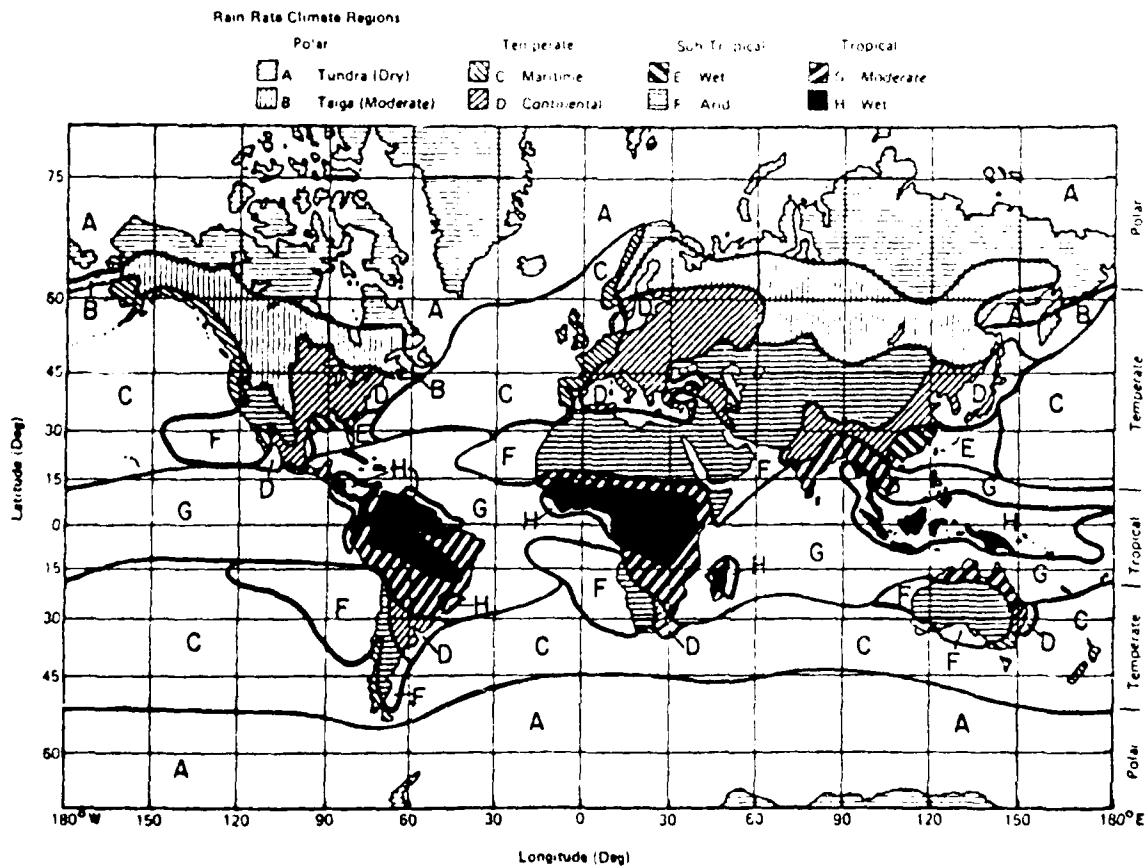 Rain Rate Climate Regions
Polar Temperate Sub Tropical Tropical
A Tundra (Dry) C Maritime E Wet G Moderate
B Taiga (Moderate) D Continental F Arid H Wet
75
A A A
Polar
C
60
B A D A B
45
C D B C D D C
Temperate
30
F E F F E
15
D H G
G G H H
0
Tropical
G
15
F H F H F G
30
C D C D C F D C
Temperate
45
F
A A
60
A
Polar
180° W 150 120 90 60 30 0 30 60 90 120 150 180° E
Latitude (Deg)
Longitude (Deg)